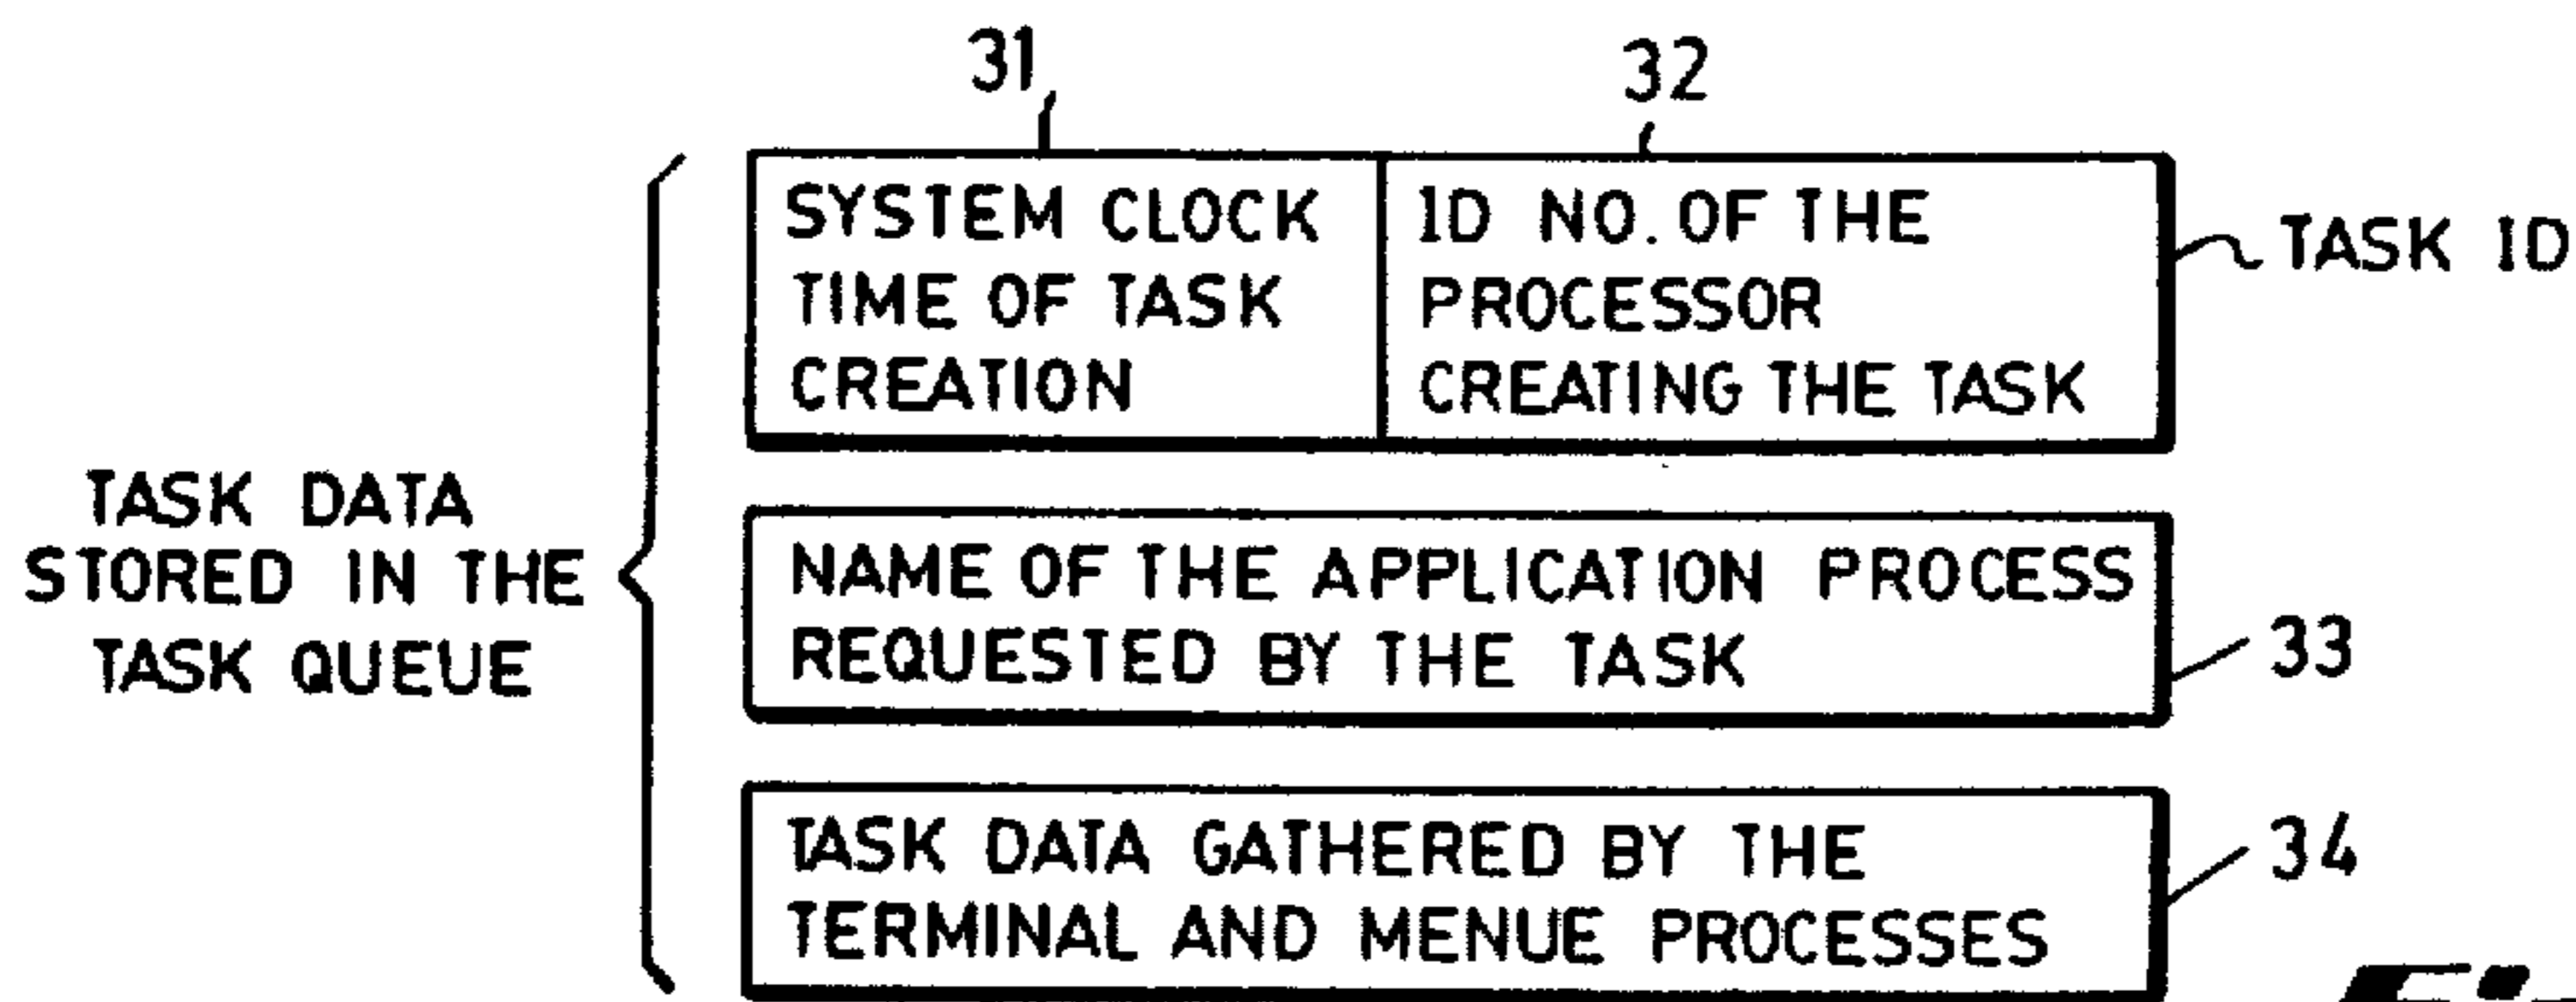 31
32
SYSTEM CLOCK
TIME OF TASK
CREATION
ID NO. OF THE
PROCESSOR
CREATING THE TASK
TASK ID
TASK DATA
STORED IN THE
TASK QUEUE
NAME OF THE APPLICATION PROCESS
REQUESTED BY THE TASK
33
TASK DATA GATHERED BY THE
TERMINAL AND MENUE PROCESSES
34